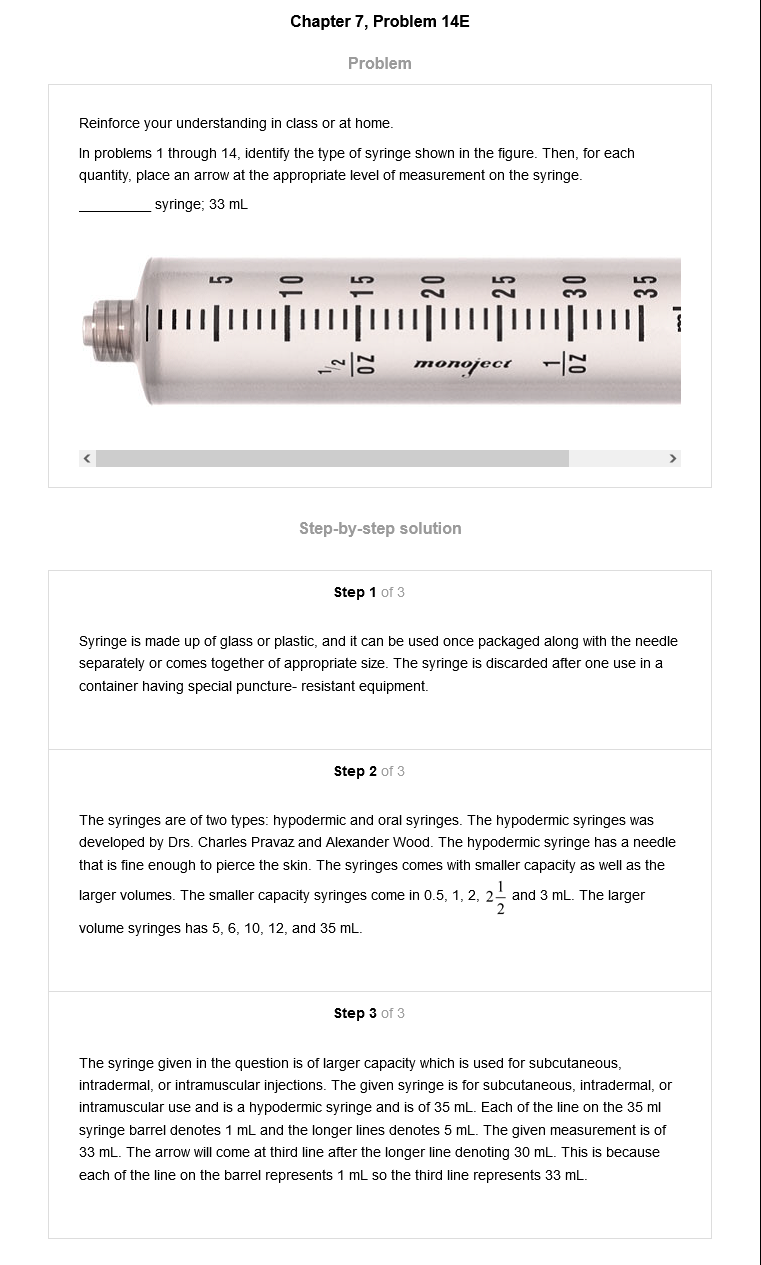 Chapter 7, Problem 14E
Problem
Reinforce your understanding in class or at home.
In problems 1 through 14, identify the type of syringe shown in the figure. Then, for each
quantity, place an arrow at the appropriate level of measurement on the syringe.
_________ syringe; 33 mL
5 10 15 20 25 30 35
1/2 OZ monoject 1 OZ
Step-by-step solution
Step 1 of 3
Syringe is made up of glass or plastic, and it can be used once packaged along with the needle
separately or comes together of appropriate size. The syringe is discarded after one use in a
container having special puncture- resistant equipment.
Step 2 of 3
The syringes are of two types: hypodermic and oral syringes. The hypodermic syringes was
developed by Drs. Charles Pravaz and Alexander Wood. The hypodermic syringe has a needle
that is fine enough to pierce the skin. The syringes comes with smaller capacity as well as the
larger volumes. The smaller capacity syringes come in 0.5, 1, 2, 2 1/2 and 3 mL. The larger
volume syringes has 5, 6, 10, 12, and 35 mL.
Step 3 of 3
The syringe given in the question is of larger capacity which is used for subcutaneous,
intradermal, or intramuscular injections. The given syringe is for subcutaneous, intradermal, or
intramuscular use and is a hypodermic syringe and is of 35 mL. Each of the line on the 35 ml
syringe barrel denotes 1 mL and the longer lines denotes 5 mL. The given measurement is of
33 mL. The arrow will come at third line after the longer line denoting 30 mL. This is because
each of the line on the barrel represents 1 mL so the third line represents 33 mL.